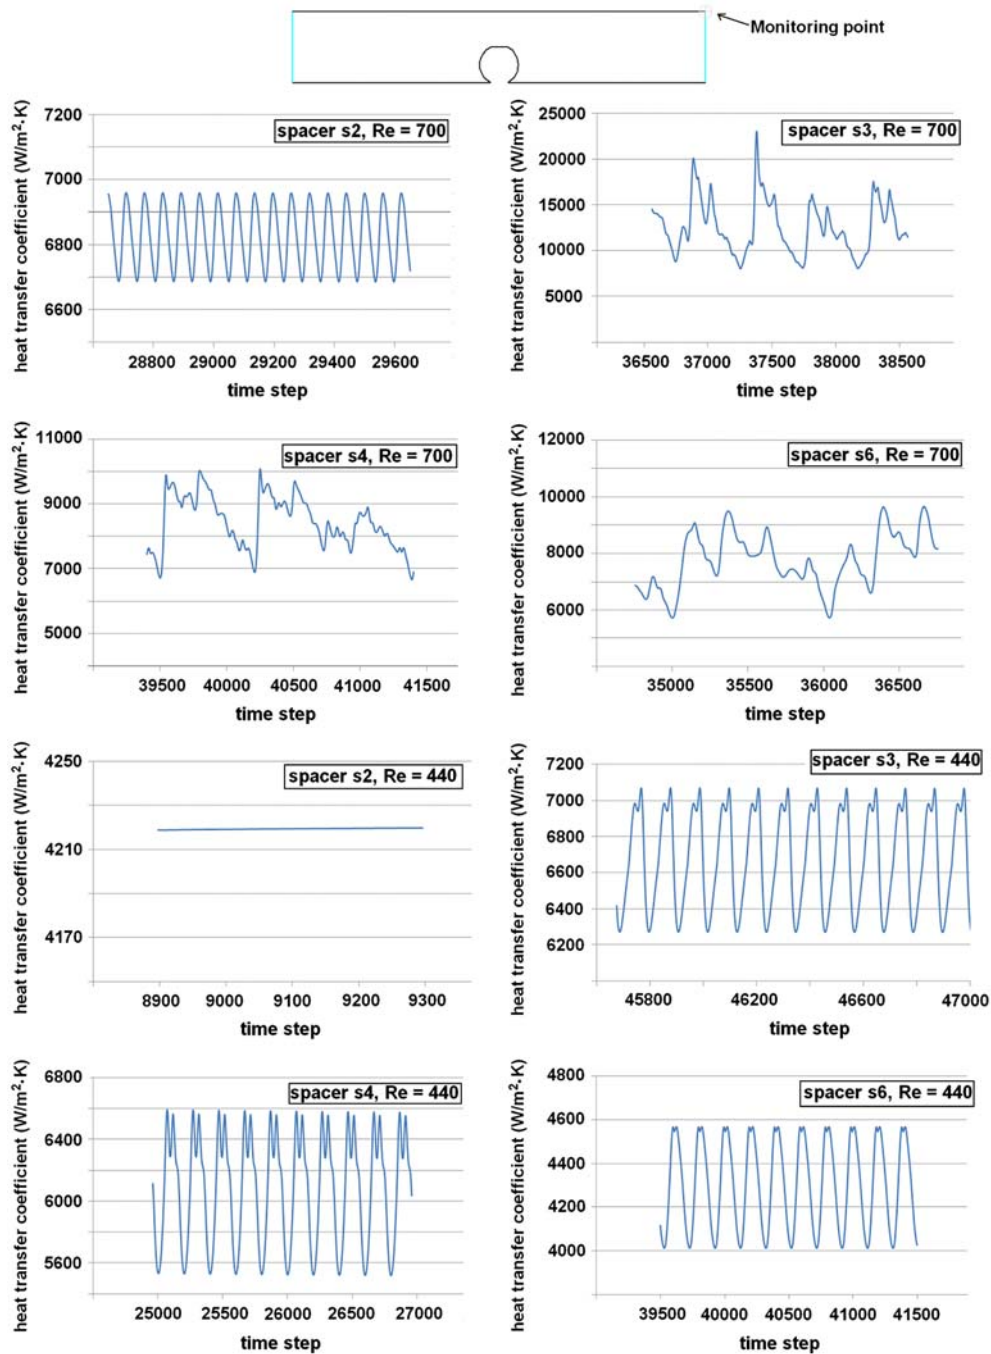 Monitoring point
heat transfer coefficient (W/m²·K)
7200
7000
6800
6600
spacer s2, Re = 700
28800 29000 29200 29400 29600
time step
heat transfer coefficient (W/m²·K)
25000
20000
15000
10000
5000
spacer s3, Re = 700
36500 37000 37500 38000 38500
time step
heat transfer coefficient (W/m²·K)
11000
9000
7000
5000
spacer s4, Re = 700
39500 40000 40500 41000 41500
time step
heat transfer coefficient (W/m²·K)
12000
10000
8000
6000
spacer s6, Re = 700
35000 35500 36000 36500
time step
heat transfer coefficient (W/m²·K)
4250
4210
4170
spacer s2, Re = 440
8900 9000 9100 9200 9300
time step
heat transfer coefficient (W/m²·K)
7200
7000
6800
6600
6400
6200
spacer s3, Re = 440
45800 46200 46600 47000
time step
heat transfer coefficient (W/m²·K)
6800
6400
6000
5600
spacer s4, Re = 440
25000 25500 26000 26500 27000
time step
heat transfer coefficient (W/m²·K)
4800
4600
4400
4200
4000
spacer s6, Re = 440
39500 40000 40500 41000 41500
time step